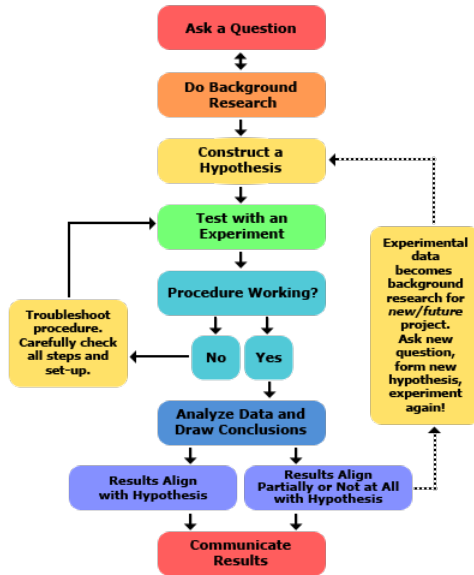 Ask a Question
Do Background
Research
Construct a
Hypothesis
Test with an
Experiment
Procedure Working?
Troubleshoot
procedure.
Carefully check
all steps and
set-up.
No
Yes
Experimental
data
becomes
background
research for
new/future
project.
Ask new
question,
form new
hypothesis,
experiment
again!
Analyze Data and
Draw Conclusions
Results Align
with Hypothesis
Results Align
Partially or Not at All
with Hypothesis
Communicate
Results